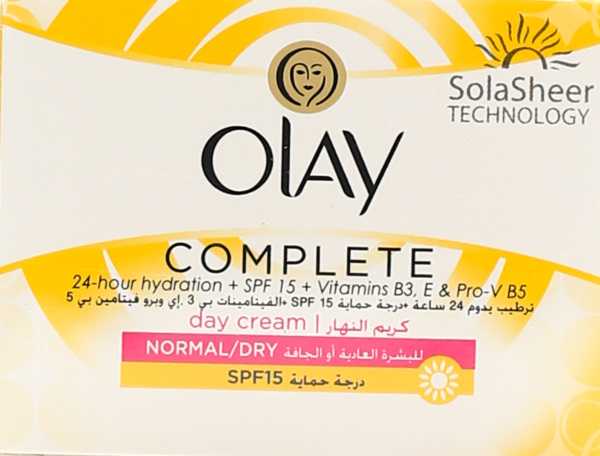 SolaSheer
TECHNOLOGY
OLAY
COMPLETE
24-hour hydration + SPF 15 + Vitamins B3, E & Pro-V B5
ترطيب يدوم 24 ساعة +درجة حماية SPF 15 +الفيتامينات بي 3 .إي وبرو فيتامين بي 5
day cream | كريم النهار
NORMAL/DRY للبشرة العادية أو الجافة
SPF15 درجة حماية